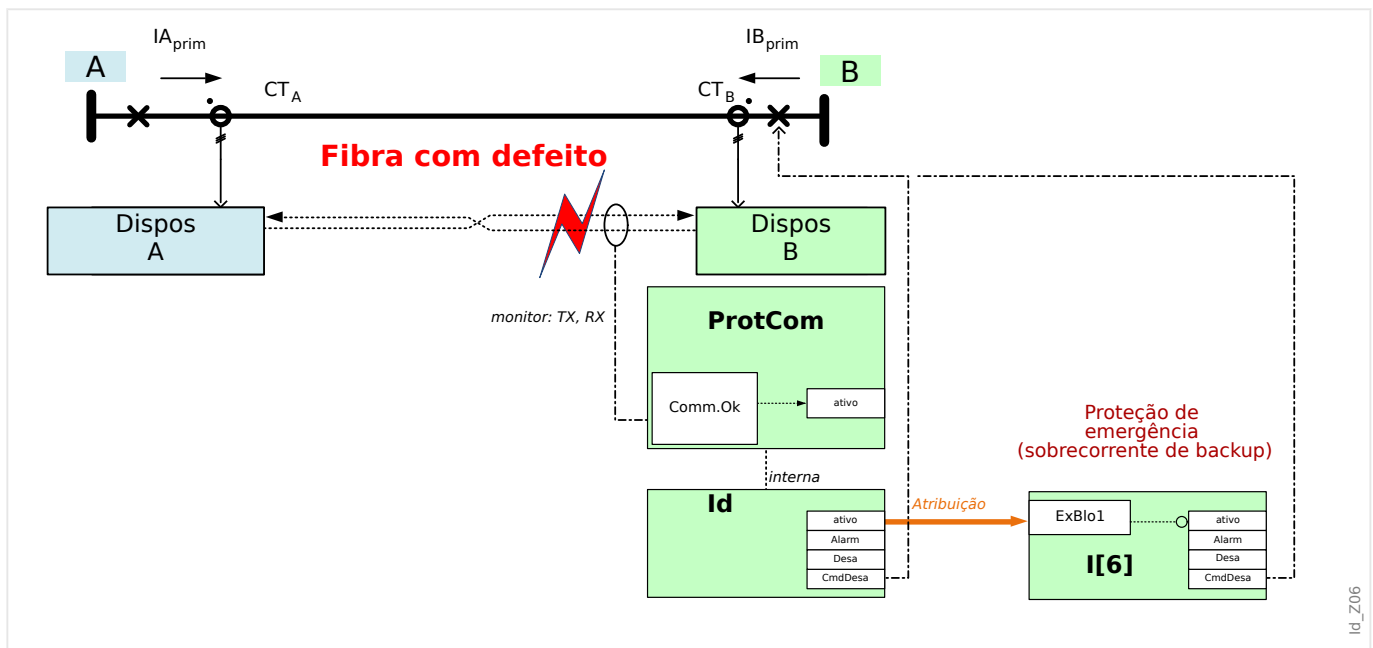 IAprim
IBprim
A
B
CTA
CTB
Fibra com defeito
Dispos
A
Dispos
B
monitor: TX, RX
ProtCom
Comm.Ok
ativo
interna
Proteção de
emergência
(sobrecorrente de backup)
Id
ativo
Alarm
Desa
CmdDesa
Atribuição
ExBlo1
ativo
Alarm
Desa
CmdDesa
I[6]
Id_Z06